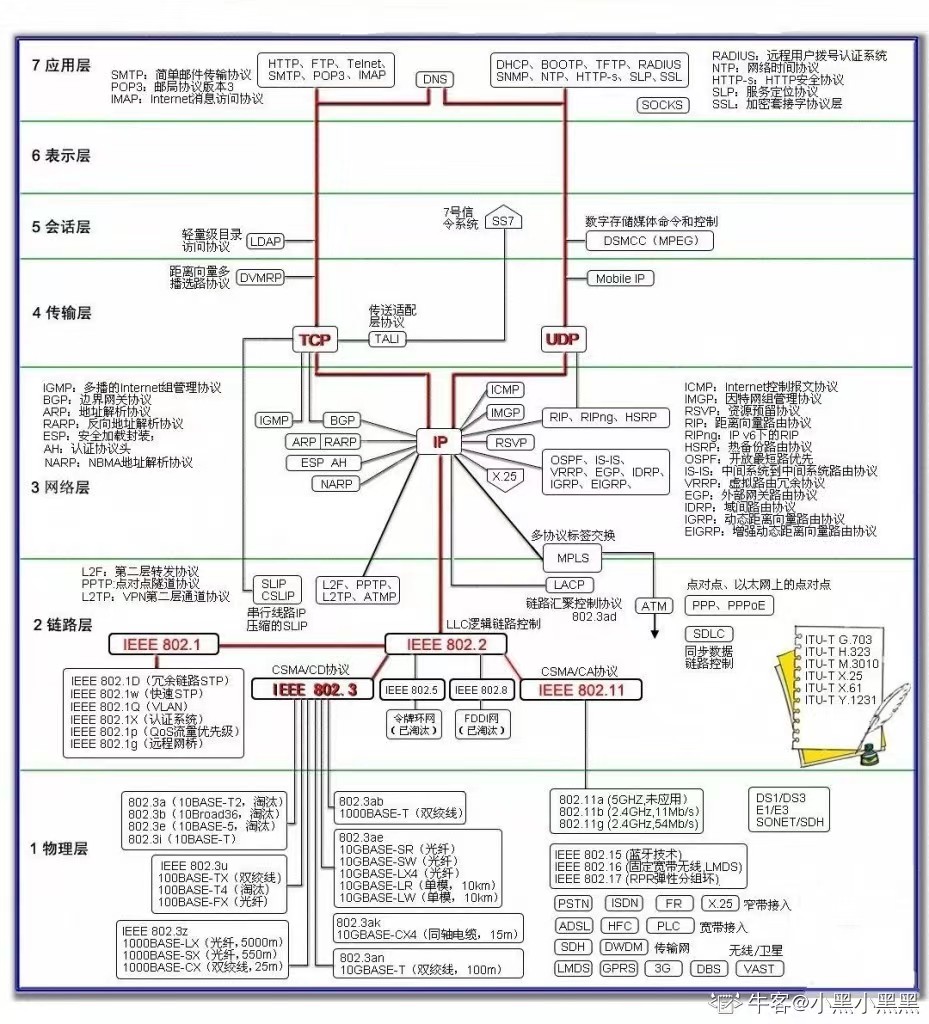 7 应用层
SMTP：简单邮件传输协议
POP3：邮局协议版本3
IMAP：Internet消息访问协议
HTTP、FTP、Telnet、
SMTP、POP3、IMAP
DNS
DHCP、BOOTP、TFTP、RADIUS
SNMP、NTP、HTTP-s、SLP、SSL
SOCKS
RADIUS：远程用户拨号认证系统
NTP：网络时间协议
HTTP-s：HTTP安全协议
SLP：服务定位协议
SSL：加密套接字协议层
6 表示层
5 会话层
轻量级目录
访问协议
LDAP
7号信
令系统
SS7
数字存储媒体命令和控制
DSMCC（MPEG）
4 传输层
距离向量多
播选路协议
DVMRP
Mobile IP
传送适配
层协议
TCP
TALI
UDP
IGMP：多播的Internet组管理协议
BGP：边界网关协议
ARP：地址解析协议
RARP：反向地址解析协议
ESP：安全加载封装；
AH：认证协议头
NARP：NBMA地址解析协议
3 网络层
IGMP
BGP
ARP
RARP
ESP AH
NARP
IP
ICMP
IMGP
RSVP
X.25
RIP、RIPng、HSRP
OSPF、IS-IS、
VRRP、EGP、IDRP、
IGRP、EIGRP、
ICMP：Internet控制报文协议
IMGP：因特网组管理协议
RSVP：资源预留协议
RIP：距离向量路由协议
RIPng：IP v6下的RIP
HSRP：热备份路由协议
OSPF：开放最短路优先
IS-IS：中间系统到中间系统路由协议
VRRP：虚拟路由冗余协议
EGP：外部网关路由协议
IDRP：域间路由协议
IGRP：动态距离向量路由协议
EIGRP：增强动态距离向量路由协议
多协议标签交换
MPLS
2 链路层
L2F：第二层转发协议
PPTP:点对点隧道协议
L2TP：VPN第二层通道协议
SLIP
CSLIP
串行线路IP
压缩的SLIP
L2F、PPTP、
L2TP、ATMP
LACP
链路汇聚控制协议
802.3ad
ATM
点对点、以太网上的点对点
PPP、PPPoE
SDLC
同步数据
链路控制
LLC逻辑链路控制
IEEE 802.1
IEEE 802.2
IEEE 802.1D（冗余链路STP）
IEEE 802.1w（快速STP）
IEEE 802.1Q（VLAN）
IEEE 802.1X（认证系统）
IEEE 802.1p（QoS流量优先级）
IEEE 802.1g（远程网桥）
CSMA/CD协议
IEEE 802.3
IEEE 802.5
IEEE 802.8
令牌环网
（已淘汰）
FDDI网
（已淘汰）
CSMA/CA协议
IEEE 802.11
ITU-T G.703
ITU-T H.323
ITU-T M.3010
ITU-T X.25
ITU-T X.61
ITU-T Y.1231
1 物理层
802.3a（10BASE-T2，淘汰）
802.3b（10Broad36，淘汰）
802.3e（10BASE-5，淘汰）
802.3i（10BASE-T）
IEEE 802.3u
100BASE-TX（双绞线）
100BASE-T4（淘汰）
100BASE-FX（光纤）
IEEE 802.3z
1000BASE-LX（光纤,5000m）
1000BASE-SX（光纤,550m）
1000BASE-CX（双绞线,25m）
802.3ab
1000BASE-T（双绞线）
802.3ae
10GBASE-SR（光纤）
10GBASE-SW（光纤）
10GBASE-LX4（光纤）
10GBASE-LR（单模，10km）
10GBASE-LW（单模，10km）
802.3ak
10GBASE-CX4（同轴电缆，15m）
802.3an
10GBASE-T（双绞线，100m）
802.11a (5GHZ,未应用)
802.11b (2.4GHz,11Mb/s)
802.11g (2.4GHZ,54Mb/s)
DS1/DS3
E1/E3
SONET/SDH
IEEE 802.15 (蓝牙技术)
IEEE 802.16 (固定宽带无线,LMDS)
IEEE 802.17 (RPR弹性分组环)
PSTN
ISDN
FR
X.25
窄带接入
ADSL
HFC
PLC
宽带接入
SDH
DWDM
传输网
无线/卫星
LMDS
GPRS
3G
DBS
VAST
牛客@小黑小黑黑